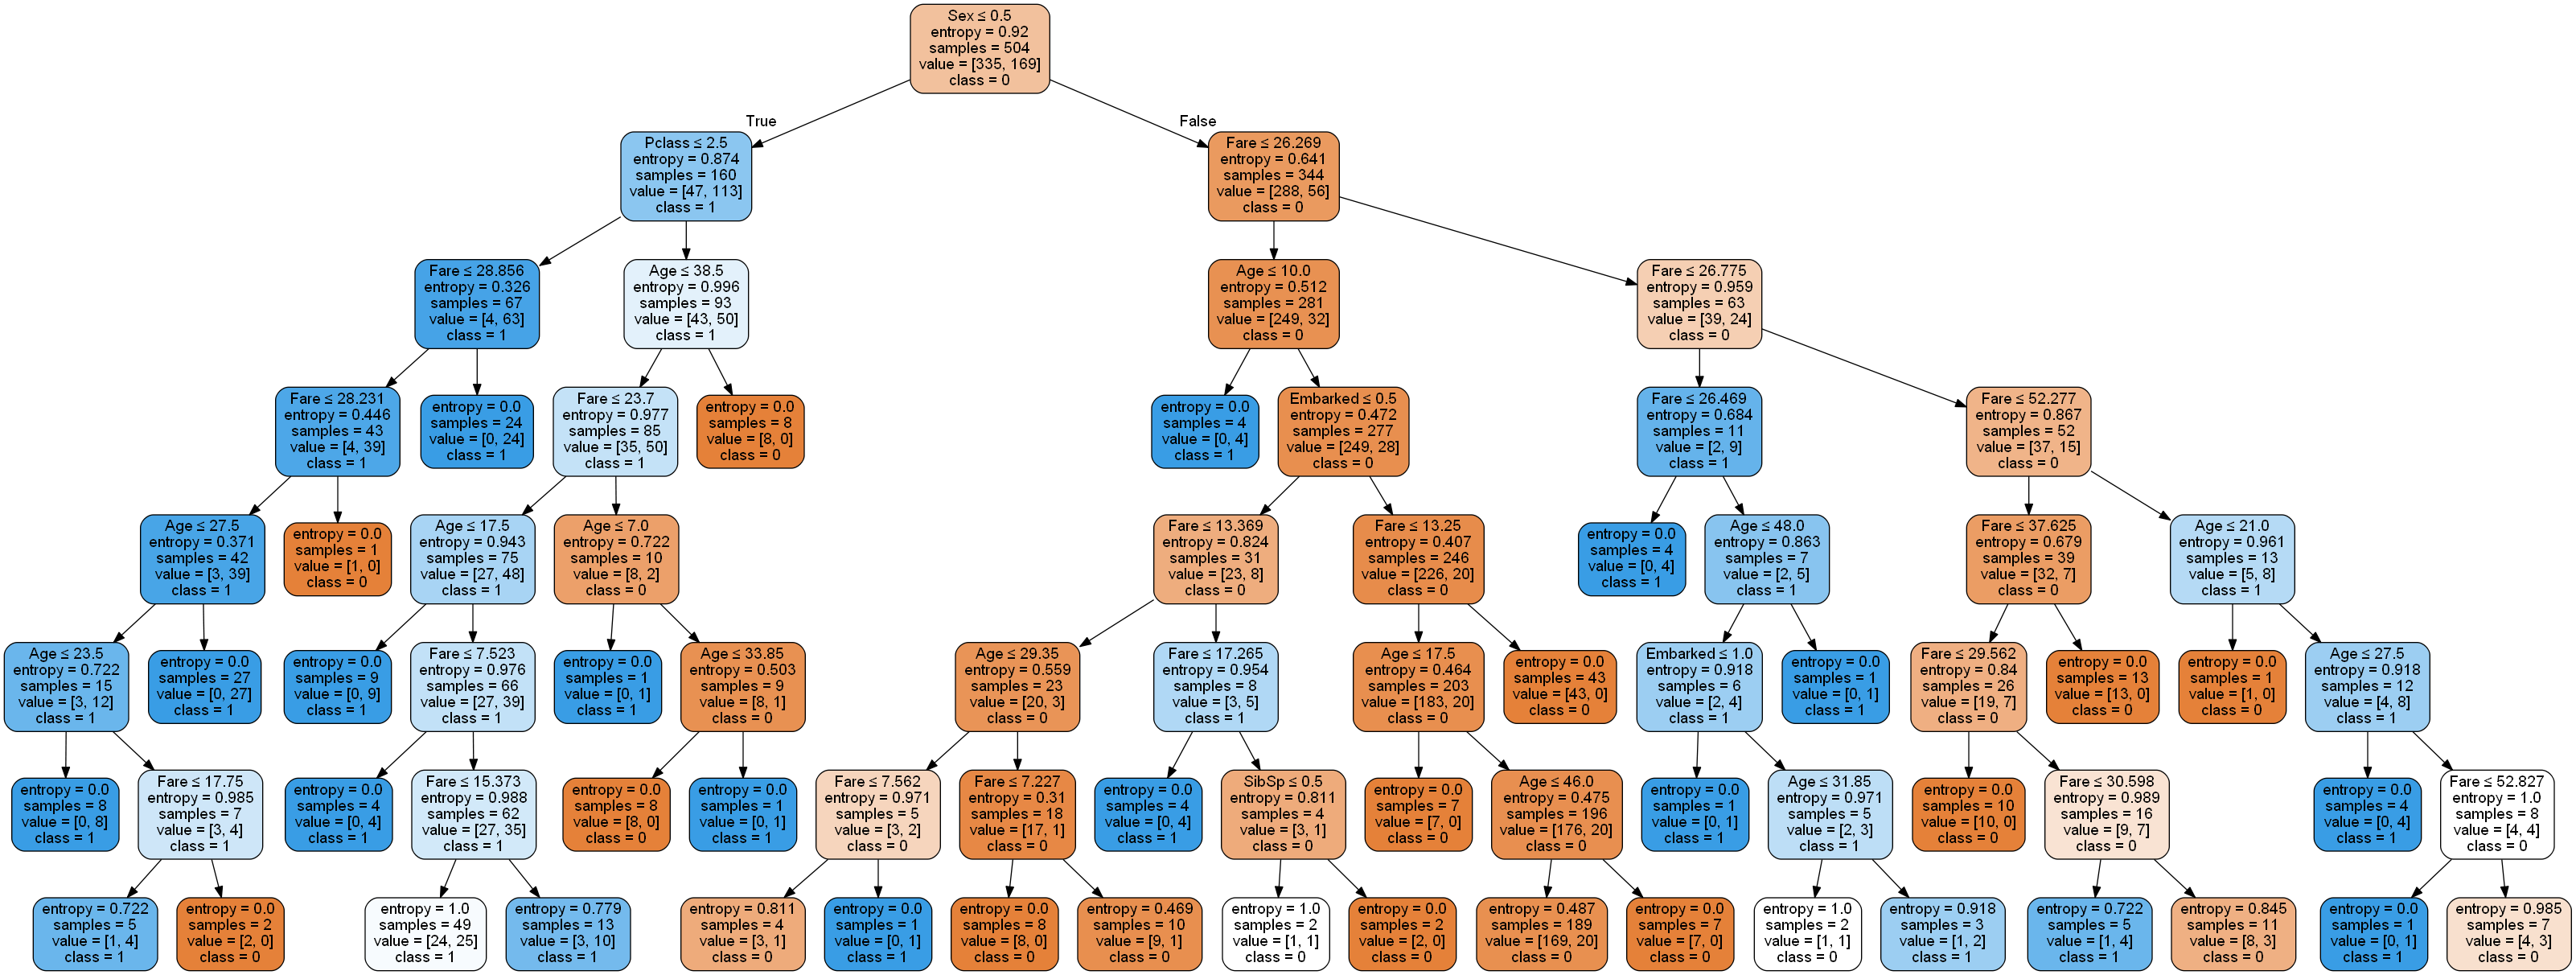 Sex ≤ 0.5
entropy = 0.92
samples = 504
value = [335, 169]
class = 0
True
False
Pclass ≤ 2.5
entropy = 0.874
samples = 160
value = [47, 113]
class = 1
Fare ≤ 26.269
entropy = 0.641
samples = 344
value = [288, 56]
class = 0
Fare ≤ 28.856
entropy = 0.326
samples = 67
value = [4, 63]
class = 1
Age ≤ 38.5
entropy = 0.996
samples = 93
value = [43, 50]
class = 1
Age ≤ 10.0
entropy = 0.512
samples = 281
value = [249, 32]
class = 0
Fare ≤ 26.775
entropy = 0.959
samples = 63
value = [39, 24]
class = 0
Fare ≤ 28.231
entropy = 0.446
samples = 43
value = [4, 39]
class = 1
entropy = 0.0
samples = 24
value = [0, 24]
class = 1
Fare ≤ 23.7
entropy = 0.977
samples = 85
value = [35, 50]
class = 1
entropy = 0.0
samples = 8
value = [8, 0]
class = 0
entropy = 0.0
samples = 4
value = [0, 4]
class = 1
Embarked ≤ 0.5
entropy = 0.472
samples = 277
value = [249, 28]
class = 0
Fare ≤ 26.469
entropy = 0.684
samples = 11
value = [2, 9]
class = 1
Fare ≤ 52.277
entropy = 0.867
samples = 52
value = [37, 15]
class = 0
Age ≤ 27.5
entropy = 0.371
samples = 42
value = [3, 39]
class = 1
entropy = 0.0
samples = 1
value = [1, 0]
class = 0
Age ≤ 17.5
entropy = 0.943
samples = 75
value = [27, 48]
class = 1
Age ≤ 7.0
entropy = 0.722
samples = 10
value = [8, 2]
class = 0
Fare ≤ 13.369
entropy = 0.824
samples = 31
value = [23, 8]
class = 0
Fare ≤ 13.25
entropy = 0.407
samples = 246
value = [226, 20]
class = 0
entropy = 0.0
samples = 4
value = [0, 4]
class = 1
Age ≤ 48.0
entropy = 0.863
samples = 7
value = [2, 5]
class = 1
Fare ≤ 37.625
entropy = 0.679
samples = 39
value = [32, 7]
class = 0
Age ≤ 21.0
entropy = 0.961
samples = 13
value = [5, 8]
class = 1
Age ≤ 23.5
entropy = 0.722
samples = 15
value = [3, 12]
class = 1
entropy = 0.0
samples = 27
value = [0, 27]
class = 1
entropy = 0.0
samples = 9
value = [0, 9]
class = 1
Fare ≤ 7.523
entropy = 0.976
samples = 66
value = [27, 39]
class = 1
entropy = 0.0
samples = 1
value = [0, 1]
class = 1
Age ≤ 33.85
entropy = 0.503
samples = 9
value = [8, 1]
class = 0
Age ≤ 29.35
entropy = 0.559
samples = 23
value = [20, 3]
class = 0
Fare ≤ 17.265
entropy = 0.954
samples = 8
value = [3, 5]
class = 1
Age ≤ 17.5
entropy = 0.464
samples = 203
value = [183, 20]
class = 0
entropy = 0.0
samples = 43
value = [43, 0]
class = 0
Embarked ≤ 1.0
entropy = 0.918
samples = 6
value = [2, 4]
class = 1
entropy = 0.0
samples = 1
value = [0, 1]
class = 1
Fare ≤ 29.562
entropy = 0.84
samples = 26
value = [19, 7]
class = 0
entropy = 0.0
samples = 13
value = [13, 0]
class = 0
entropy = 0.0
samples = 1
value = [1, 0]
class = 0
Age ≤ 27.5
entropy = 0.918
samples = 12
value = [4, 8]
class = 1
entropy = 0.0
samples = 8
value = [0, 8]
class = 1
Fare ≤ 17.75
entropy = 0.985
samples = 7
value = [3, 4]
class = 1
entropy = 0.0
samples = 4
value = [0, 4]
class = 1
Fare ≤ 15.373
entropy = 0.988
samples = 62
value = [27, 35]
class = 1
entropy = 0.0
samples = 8
value = [8, 0]
class = 0
entropy = 0.0
samples = 1
value = [0, 1]
class = 1
Fare ≤ 7.562
entropy = 0.971
samples = 5
value = [3, 2]
class = 0
Fare ≤ 7.227
entropy = 0.31
samples = 18
value = [17, 1]
class = 0
entropy = 0.0
samples = 4
value = [0, 4]
class = 1
SibSp ≤ 0.5
entropy = 0.811
samples = 4
value = [3, 1]
class = 0
entropy = 0.0
samples = 7
value = [7, 0]
class = 0
Age ≤ 46.0
entropy = 0.475
samples = 196
value = [176, 20]
class = 0
entropy = 0.0
samples = 1
value = [0, 1]
class = 1
Age ≤ 31.85
entropy = 0.971
samples = 5
value = [2, 3]
class = 1
entropy = 0.0
samples = 10
value = [10, 0]
class = 0
Fare ≤ 30.598
entropy = 0.989
samples = 16
value = [9, 7]
class = 0
entropy = 0.0
samples = 4
value = [0, 4]
class = 1
Fare ≤ 52.827
entropy = 1.0
samples = 8
value = [4, 4]
class = 0
entropy = 0.722
samples = 5
value = [1, 4]
class = 1
entropy = 0.0
samples = 2
value = [2, 0]
class = 0
entropy = 1.0
samples = 49
value = [24, 25]
class = 1
entropy = 0.779
samples = 13
value = [3, 10]
class = 1
entropy = 0.811
samples = 4
value = [3, 1]
class = 0
entropy = 0.0
samples = 1
value = [0, 1]
class = 1
entropy = 0.0
samples = 8
value = [8, 0]
class = 0
entropy = 0.469
samples = 10
value = [9, 1]
class = 0
entropy = 1.0
samples = 2
value = [1, 1]
class = 0
entropy = 0.0
samples = 2
value = [2, 0]
class = 0
entropy = 0.487
samples = 189
value = [169, 20]
class = 0
entropy = 0.0
samples = 7
value = [7, 0]
class = 0
entropy = 1.0
samples = 2
value = [1, 1]
class = 0
entropy = 0.918
samples = 3
value = [1, 2]
class = 1
entropy = 0.722
samples = 5
value = [1, 4]
class = 1
entropy = 0.845
samples = 11
value = [8, 3]
class = 0
entropy = 0.0
samples = 1
value = [0, 1]
class = 1
entropy = 0.985
samples = 7
value = [4, 3]
class = 0